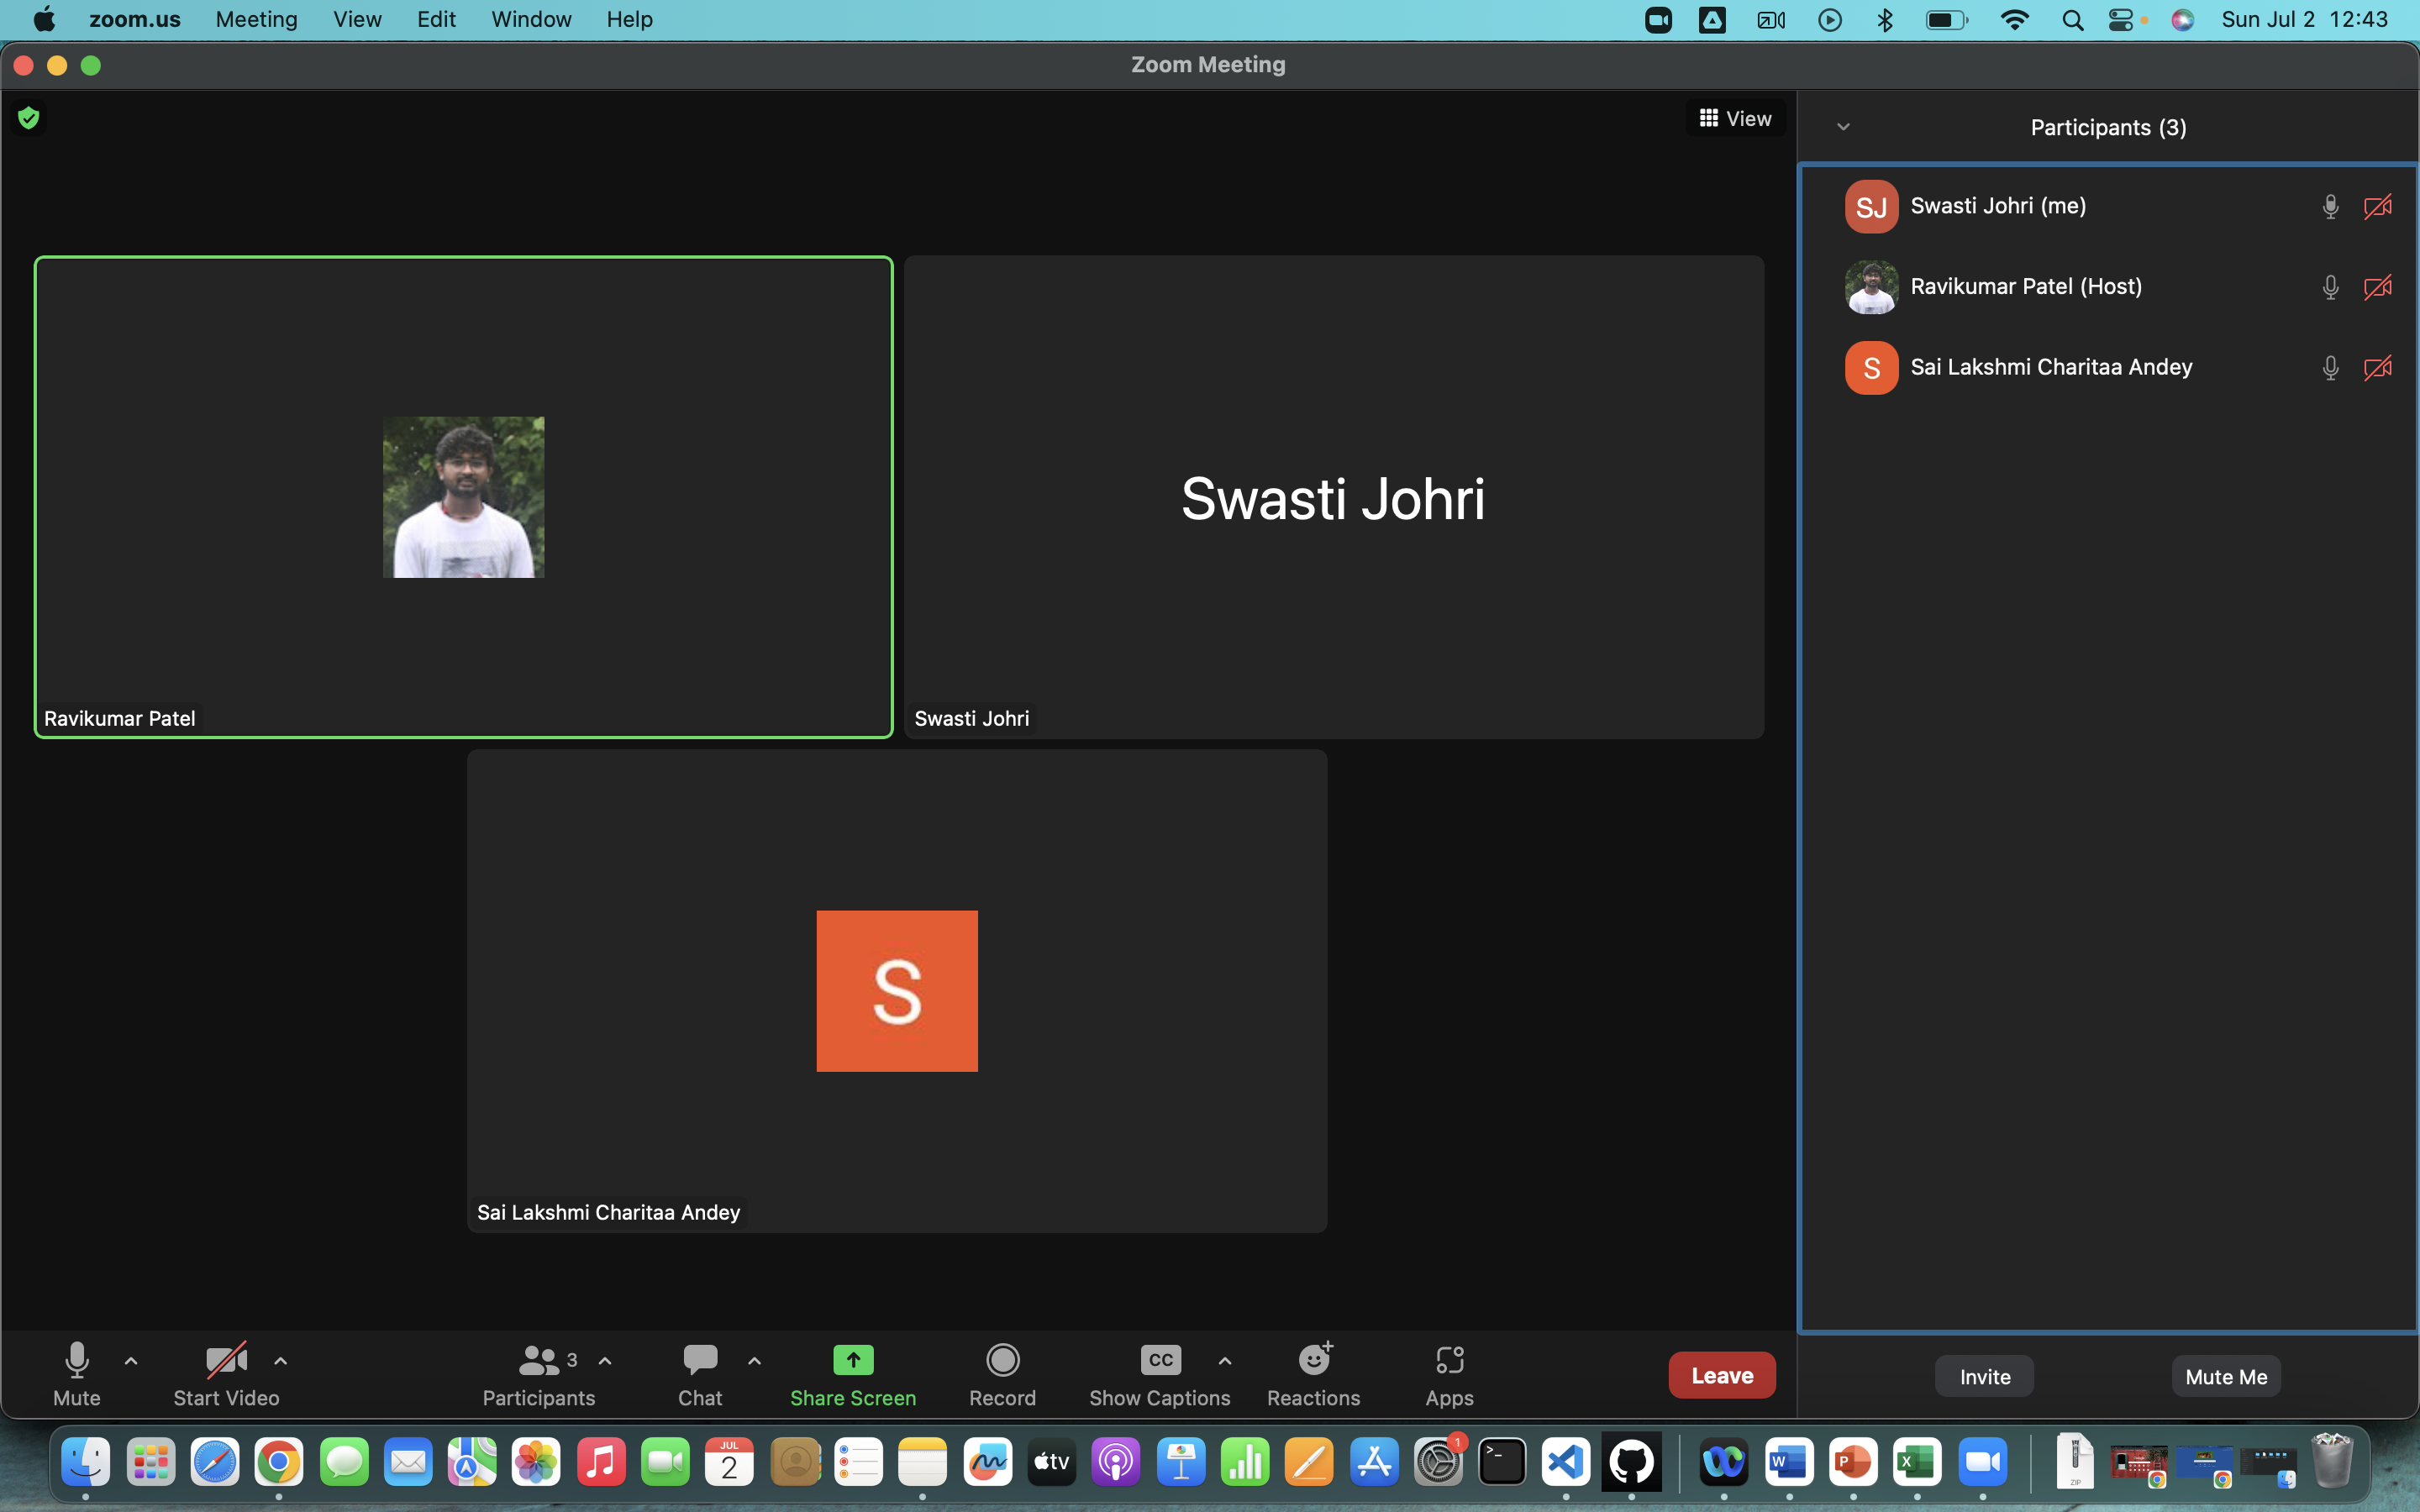 zoom.us Meeting View Edit Window Help Sun Jul 2 12:43
Zoom Meeting
View
Participants (3)
SJ Swasti Johri (me)
Ravikumar Patel (Host)
S Sai Lakshmi Charitaa Andey
Swasti Johri
Ravikumar Patel
Swasti Johri
S
Sai Lakshmi Charitaa Andey
3
CC
Mute
Start Video
Participants
Chat
Share Screen
Record
Show Captions
Reactions
Apps
Leave
Invite
Mute Me
JUL
2
tv
1
>_
W
P
X
ZIP